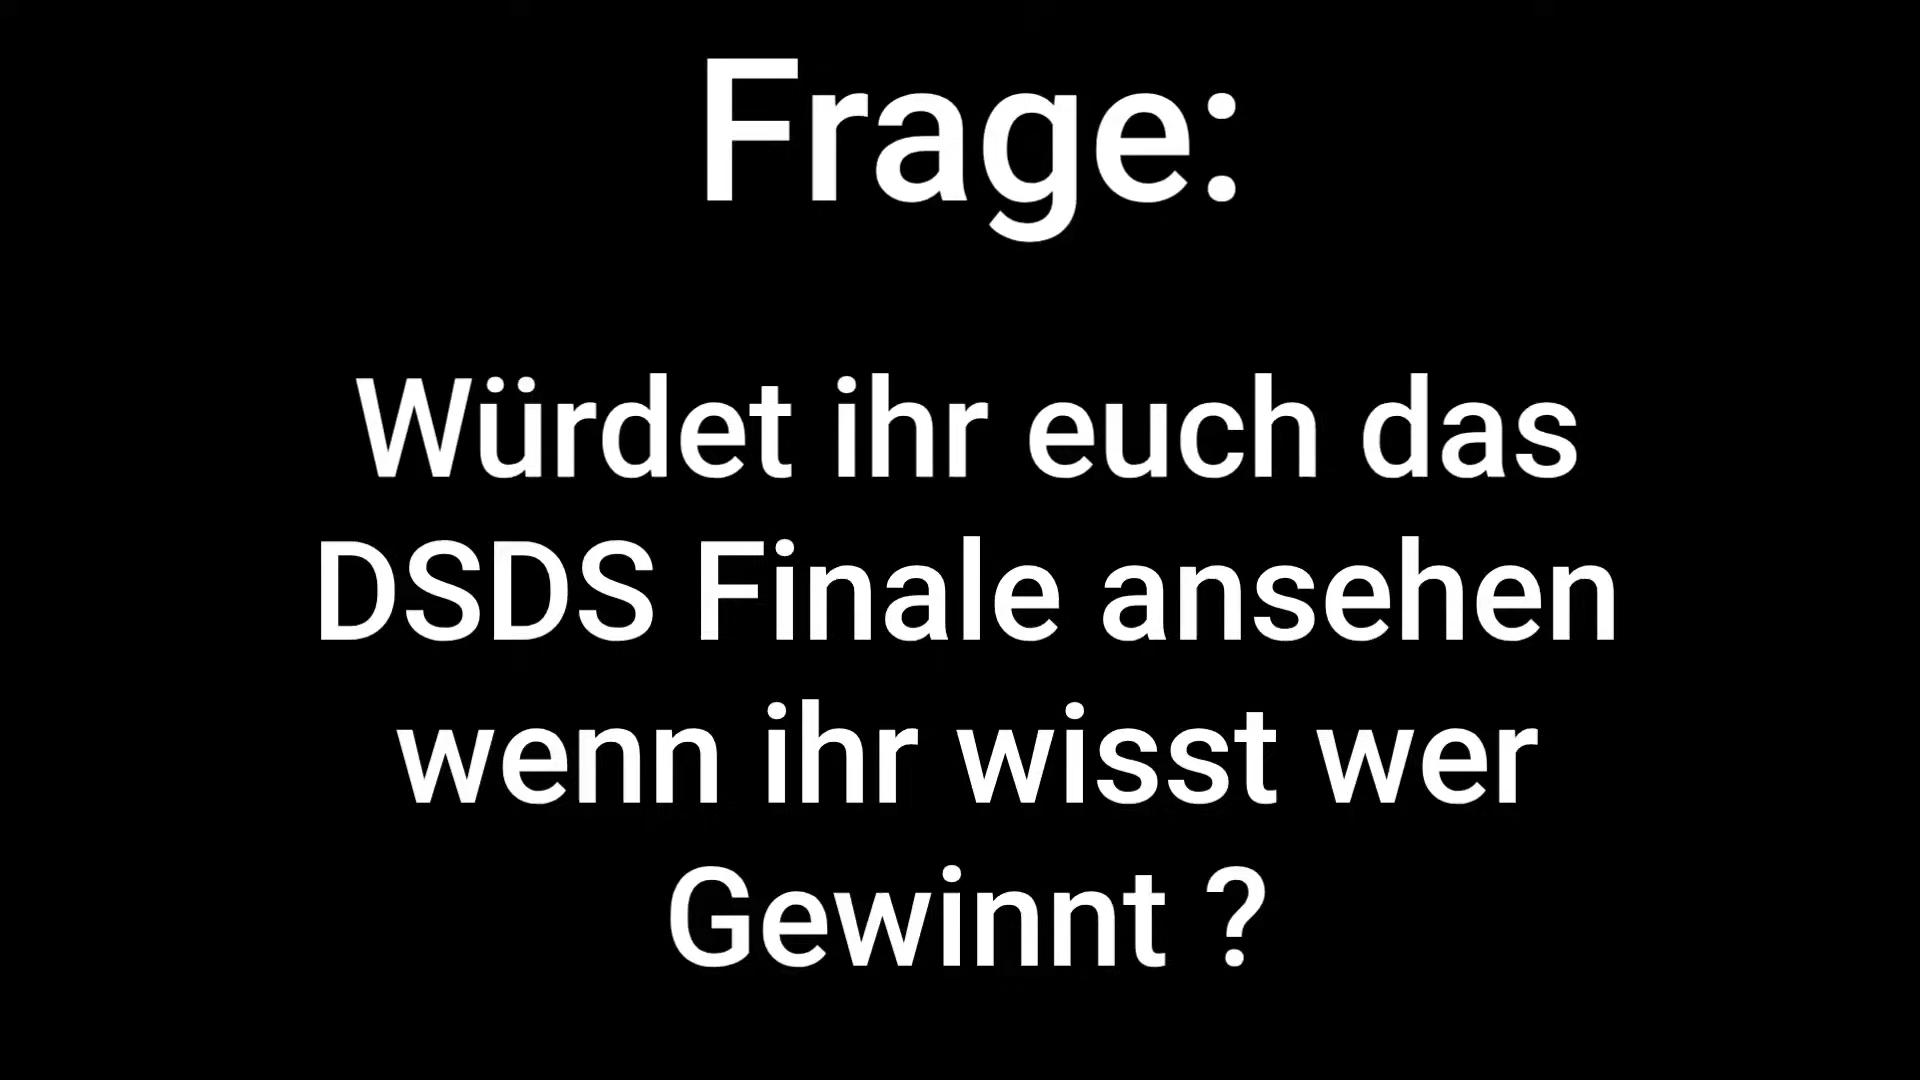 Frage:
Würdet ihr euch das
DSDS Finale ansehen
wenn ihr wisst wer
Gewinnt ?